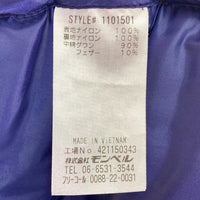 STYLE# 1101501
表地ナイロン 100%
裏地ナイロン 100%
中綿ダウン 90%
フェザー 10%
MADE IN VIETNAM
工場No 421150343
株式会社モンベル
TEL 06-6531-3544
フリーコール 0088-22-0031